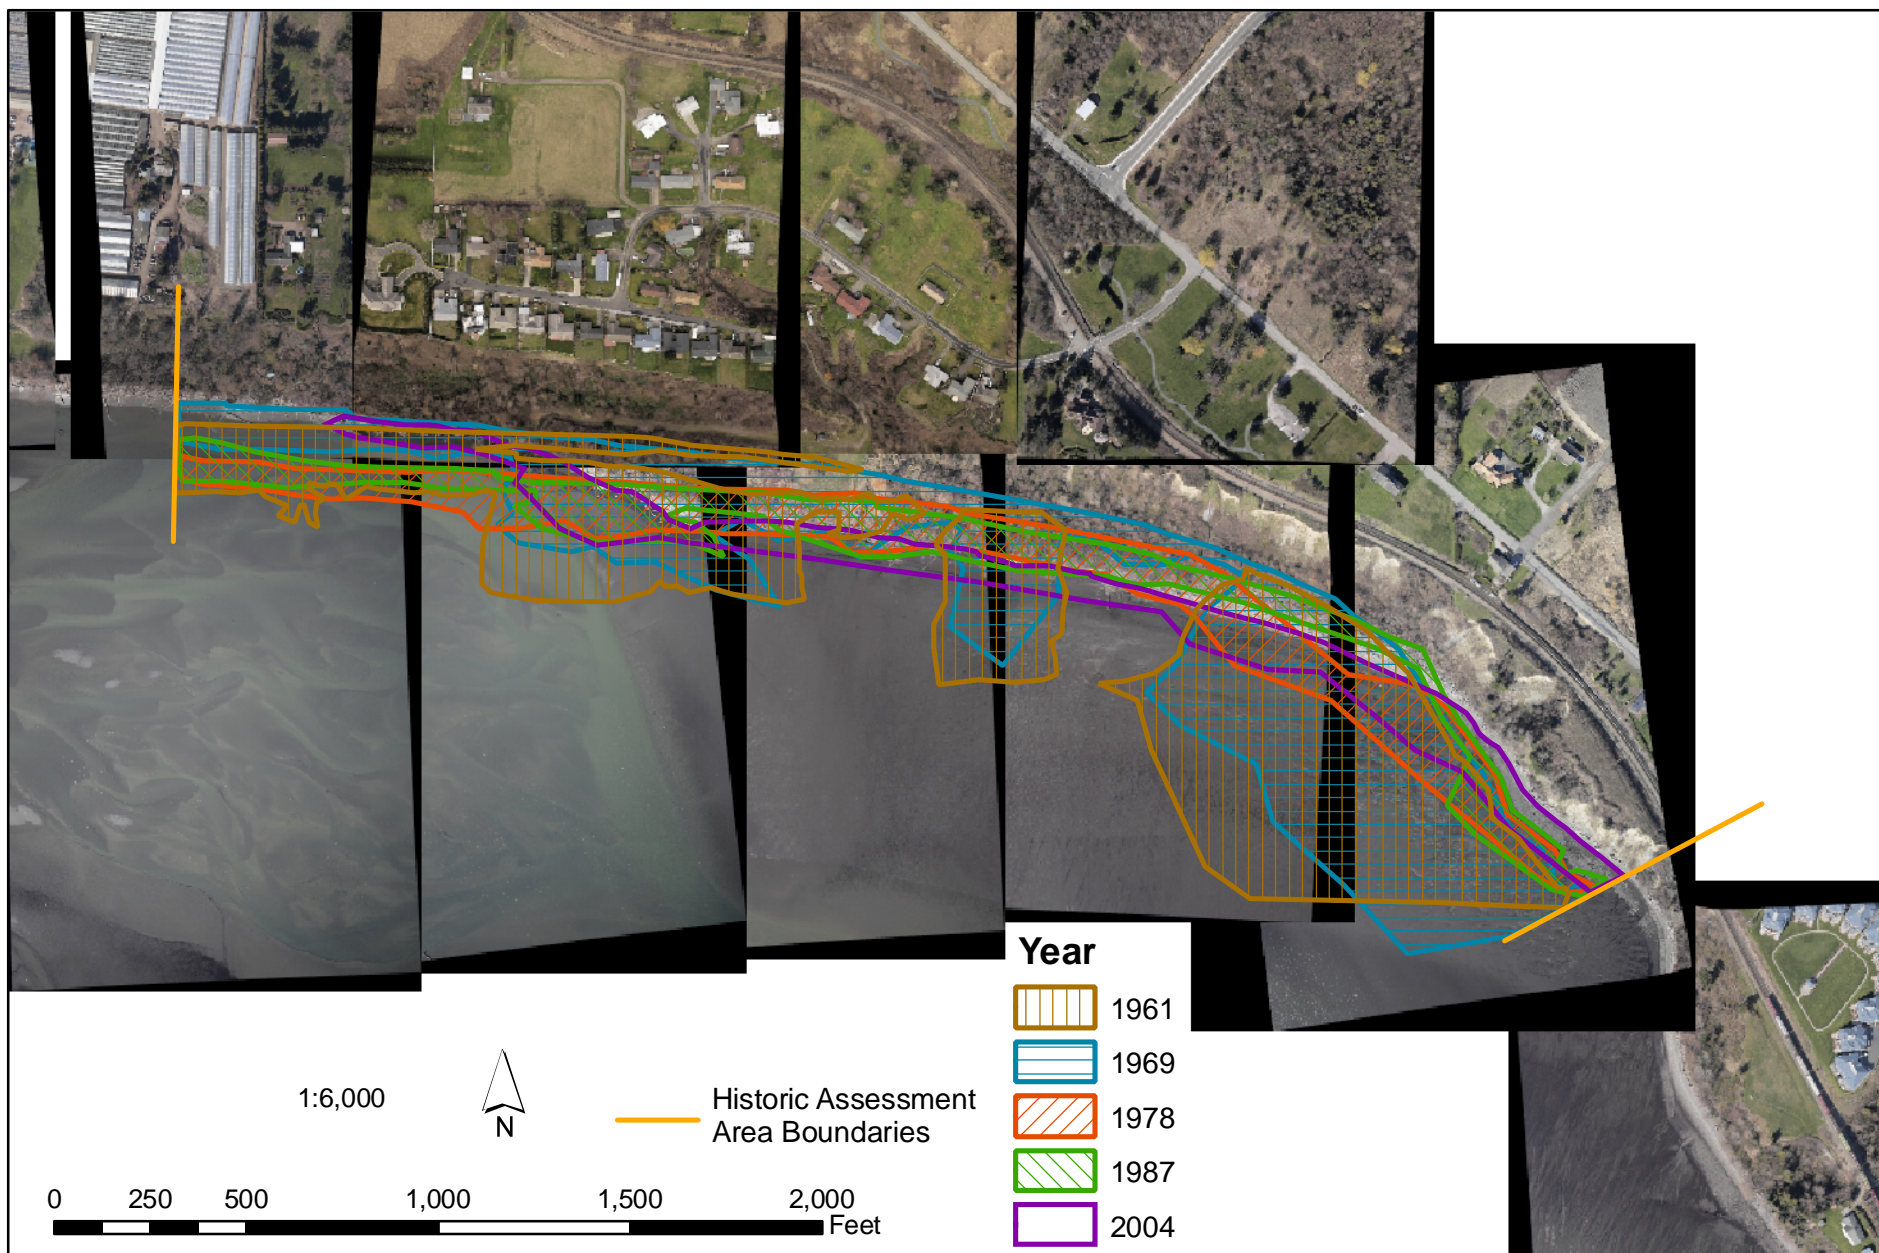 Year
1961
1969
1978
1987
2004
1:6,000
N
Historic Assessment
Area Boundaries
0 250 500 1,000 1,500 2,000
Feet